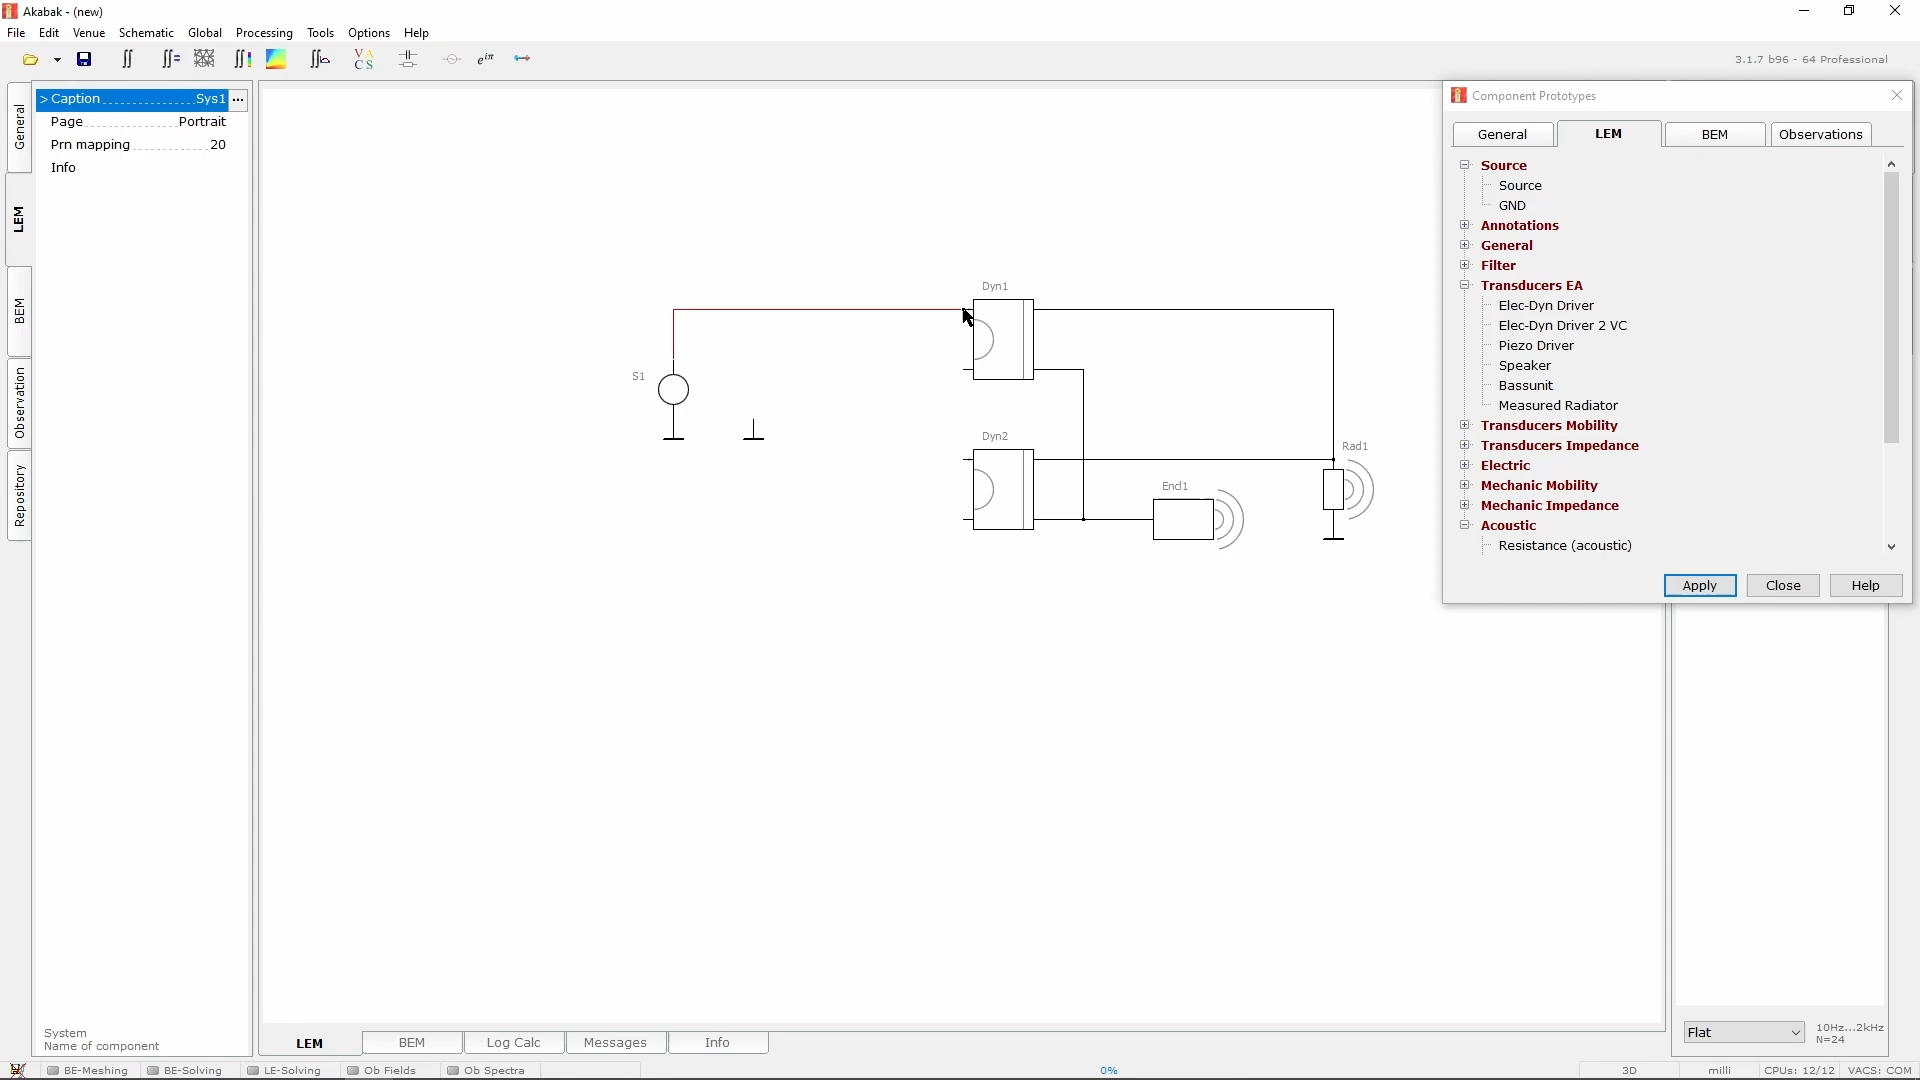 Akabak - (new)
File Edit Venue Schematic Global Processing Tools Options Help
V A C S
e^iπ
3.1.7 b96 - 64 Professional
General
LEM
BEM
Observation
Repository
> Caption Sys1 ...
Page Portrait
Prn mapping 20
Info
System
Name of component
Dyn1
S1
Dyn2
Rad1
Encl1
Component Prototypes
General LEM BEM Observations
Source
Source
GND
Annotations
General
Filter
Transducers EA
Elec-Dyn Driver
Elec-Dyn Driver 2 VC
Piezo Driver
Speaker
Bassunit
Measured Radiator
Transducers Mobility
Transducers Impedance
Electric
Mechanic Mobility
Mechanic Impedance
Acoustic
Resistance (acoustic)
Apply Close Help
Flat
10Hz...2kHz
N=24
LEM BEM Log Calc Messages Info
BE-Meshing BE-Solving LE-Solving Ob Fields Ob Spectra 0% 3D milli CPUs: 12/12 VACS: COM